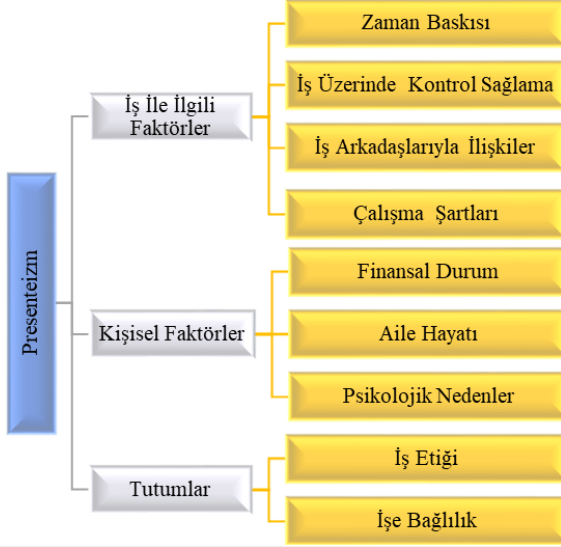 Presenteizm
İş İle İlgili
Faktörler
Zaman Baskısı
İş Üzerinde Kontrol Sağlama
İş Arkadaşlarıyla İlişkiler
Çalışma Şartları
Kişisel Faktörler
Finansal Durum
Aile Hayatı
Psikolojik Nedenler
Tutumlar
İş Etiği
İşe Bağlılık